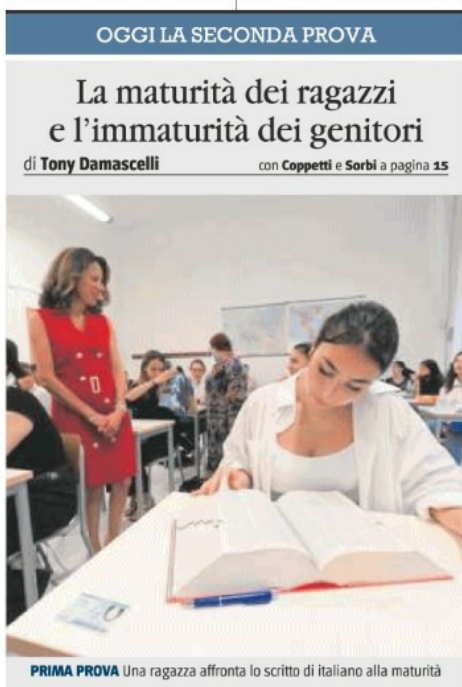 OGGI LA SECONDA PROVA
La maturità dei ragazzi
e l'immaturità dei genitori
di Tony Damascelli
con Coppetti e Sorbi a pagina 15
PRIMA PROVA Una ragazza affronta lo scritto di italiano alla maturità